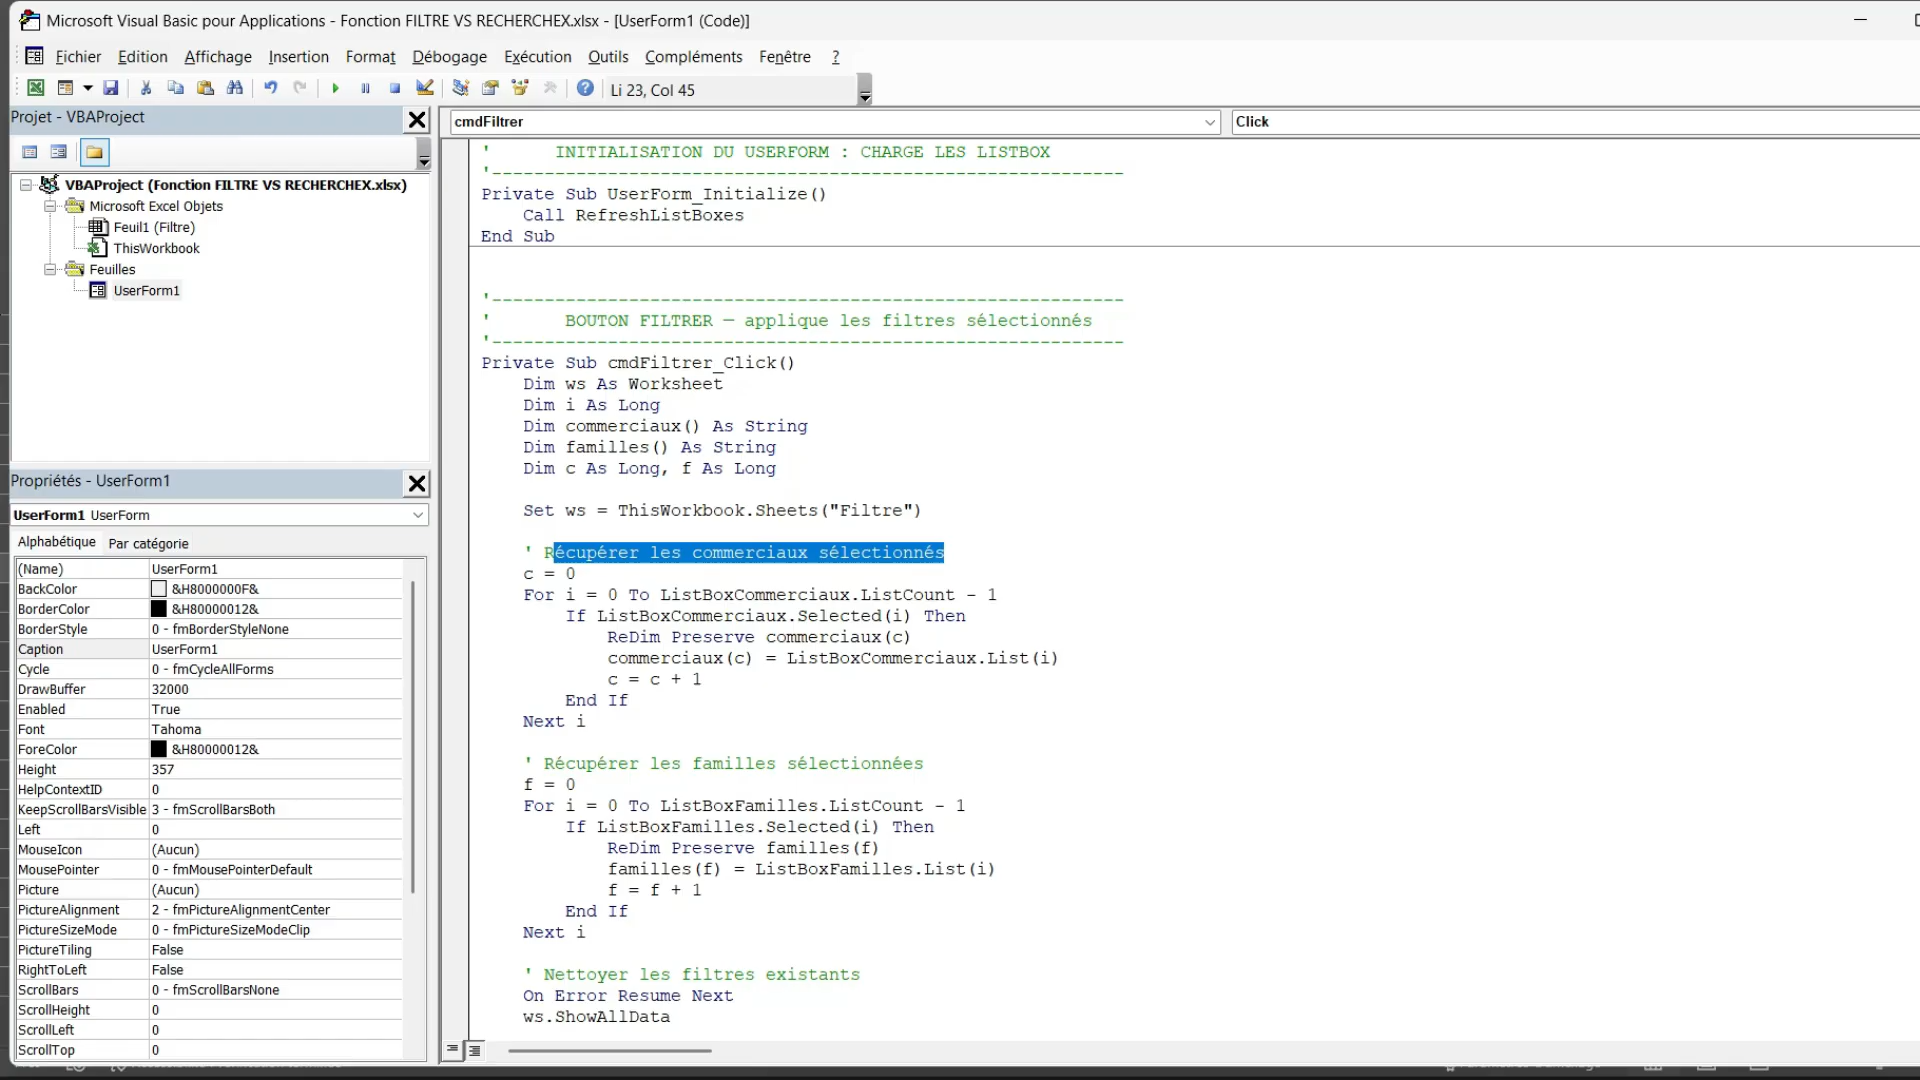 Microsoft Visual Basic pour Applications - Fonction FILTRE VS RECHERCHEX.xlsx - [UserForm1 (Code)]
Fichier Edition Affichage Insertion Format Débogage Exécution Outils Compléments Fenêtre ?
Li 23, Col 45
Projet - VBAProject
VBAProject (Fonction FILTRE VS RECHERCHEX.xlsx)
Microsoft Excel Objets
Feuil1 (Filtre)
ThisWorkbook
Feuilles
UserForm1
Propriétés - UserForm1
UserForm1 UserForm
Alphabétique Par catégorie
(Name) UserForm1
BackColor &H8000000F&
BorderColor &H80000012&
BorderStyle 0 - fmBorderStyleNone
Caption UserForm1
Cycle 0 - fmCycleAllForms
DrawBuffer 32000
Enabled True
Font Tahoma
ForeColor &H80000012&
Height 357
HelpContextID 0
KeepScrollBarsVisible 3 - fmScrollBarsBoth
Left 0
MouseIcon (Aucun)
MousePointer 0 - fmMousePointerDefault
Picture (Aucun)
PictureAlignment 2 - fmPictureAlignmentCenter
PictureSizeMode 0 - fmPictureSizeModeClip
PictureTiling False
RightToLeft False
ScrollBars 0 - fmScrollBarsNone
ScrollHeight 0
ScrollLeft 0
ScrollTop 0
cmdFiltrer Click
' INITIALISATION DU USERFORM : CHARGE LES LISTBOX
'------------------------------------------------------------
Private Sub UserForm_Initialize()
Call RefreshListBoxes
End Sub
'------------------------------------------------------------
' BOUTON FILTRER — applique les filtres sélectionnés
'------------------------------------------------------------
Private Sub cmdFiltrer_Click()
Dim ws As Worksheet
Dim i As Long
Dim commerciaux() As String
Dim familles() As String
Dim c As Long, f As Long
Set ws = ThisWorkbook.Sheets("Filtre")
' Récupérer les commerciaux sélectionnés
c = 0
For i = 0 To ListBoxCommerciaux.ListCount - 1
If ListBoxCommerciaux.Selected(i) Then
ReDim Preserve commerciaux(c)
commerciaux(c) = ListBoxCommerciaux.List(i)
c = c + 1
End If
Next i
' Récupérer les familles sélectionnées
f = 0
For i = 0 To ListBoxFamilles.ListCount - 1
If ListBoxFamilles.Selected(i) Then
ReDim Preserve familles(f)
familles(f) = ListBoxFamilles.List(i)
f = f + 1
End If
Next i
' Nettoyer les filtres existants
On Error Resume Next
ws.ShowAllData